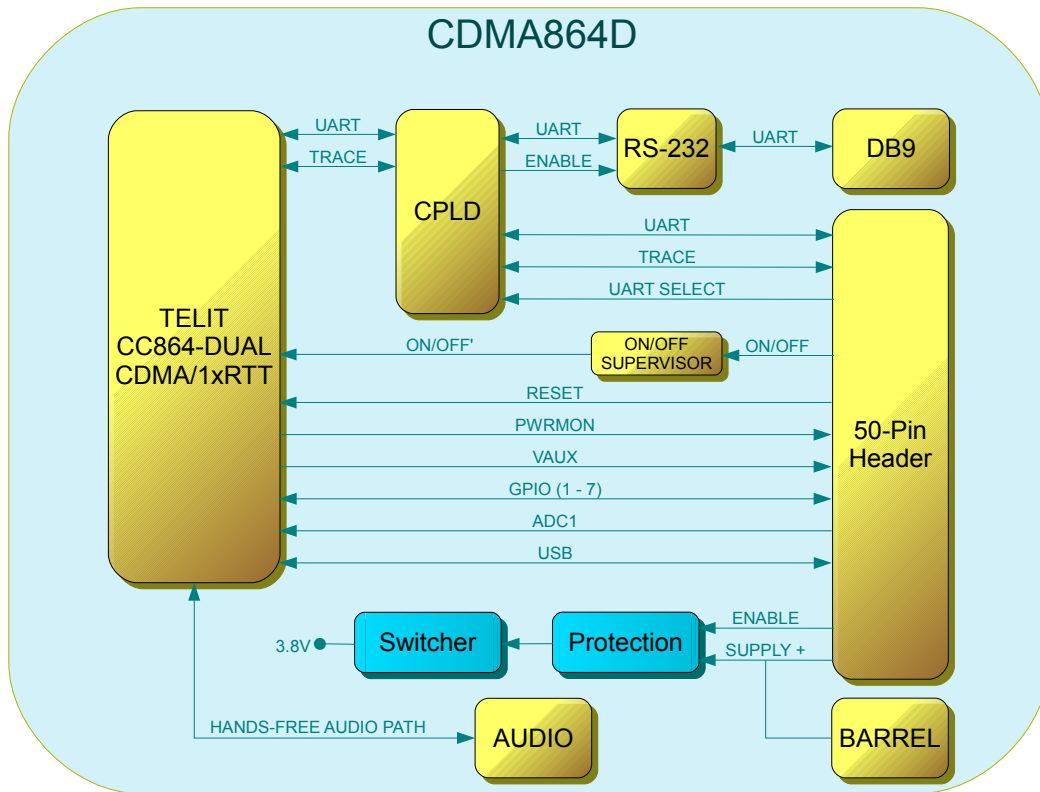 CDMA864D
UART
TRACE
UART
ENABLE
RS-232
UART
DB9
CPLD
UART
TRACE
UART SELECT
TELIT
CC864-DUAL
CDMA/1xRTT
ON/OFF'
ON/OFF
SUPERVISOR
ON/OFF
RESET
PWRMON
VAUX
GPIO (1 - 7)
ADC1
USB
50-Pin
Header
3.8V
Switcher
Protection
ENABLE
SUPPLY +
HANDS-FREE AUDIO PATH
AUDIO
BARREL